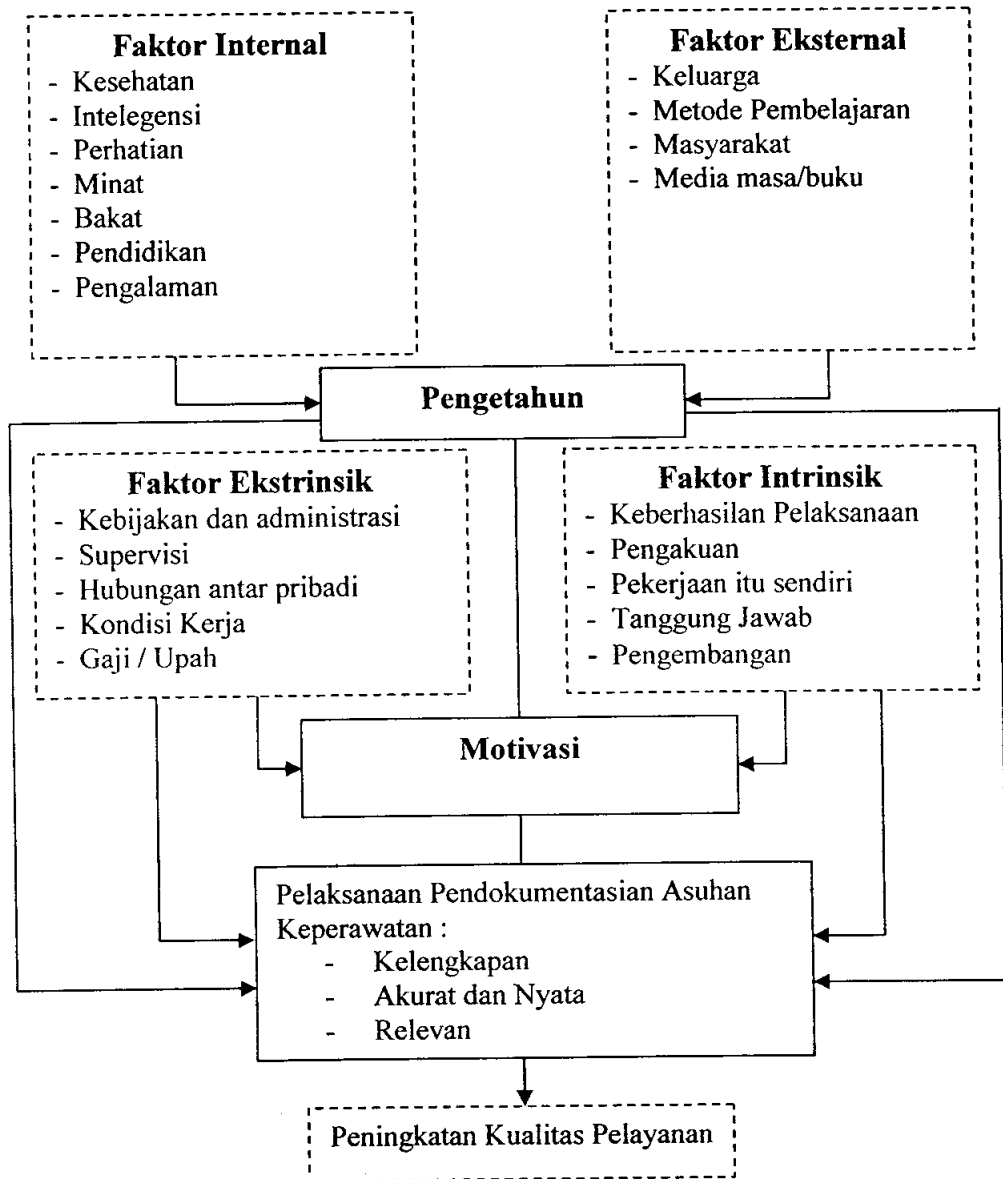 Faktor Internal
- Kesehatan
- Intelegensi
- Perhatian
- Minat
- Bakat
- Pendidikan
- Pengalaman
Faktor Eksternal
- Keluarga
- Metode Pembelajaran
- Masyarakat
- Media masa/buku
Pengetahun
Faktor Ekstrinsik
- Kebijakan dan administrasi
- Supervisi
- Hubungan antar pribadi
- Kondisi Kerja
- Gaji / Upah
Faktor Intrinsik
- Keberhasilan Pelaksanaan
- Pengakuan
- Pekerjaan itu sendiri
- Tanggung Jawab
- Pengembangan
Motivasi
Pelaksanaan Pendokumentasian Asuhan
Keperawatan :
- Kelengkapan
- Akurat dan Nyata
- Relevan
Peningkatan Kualitas Pelayanan